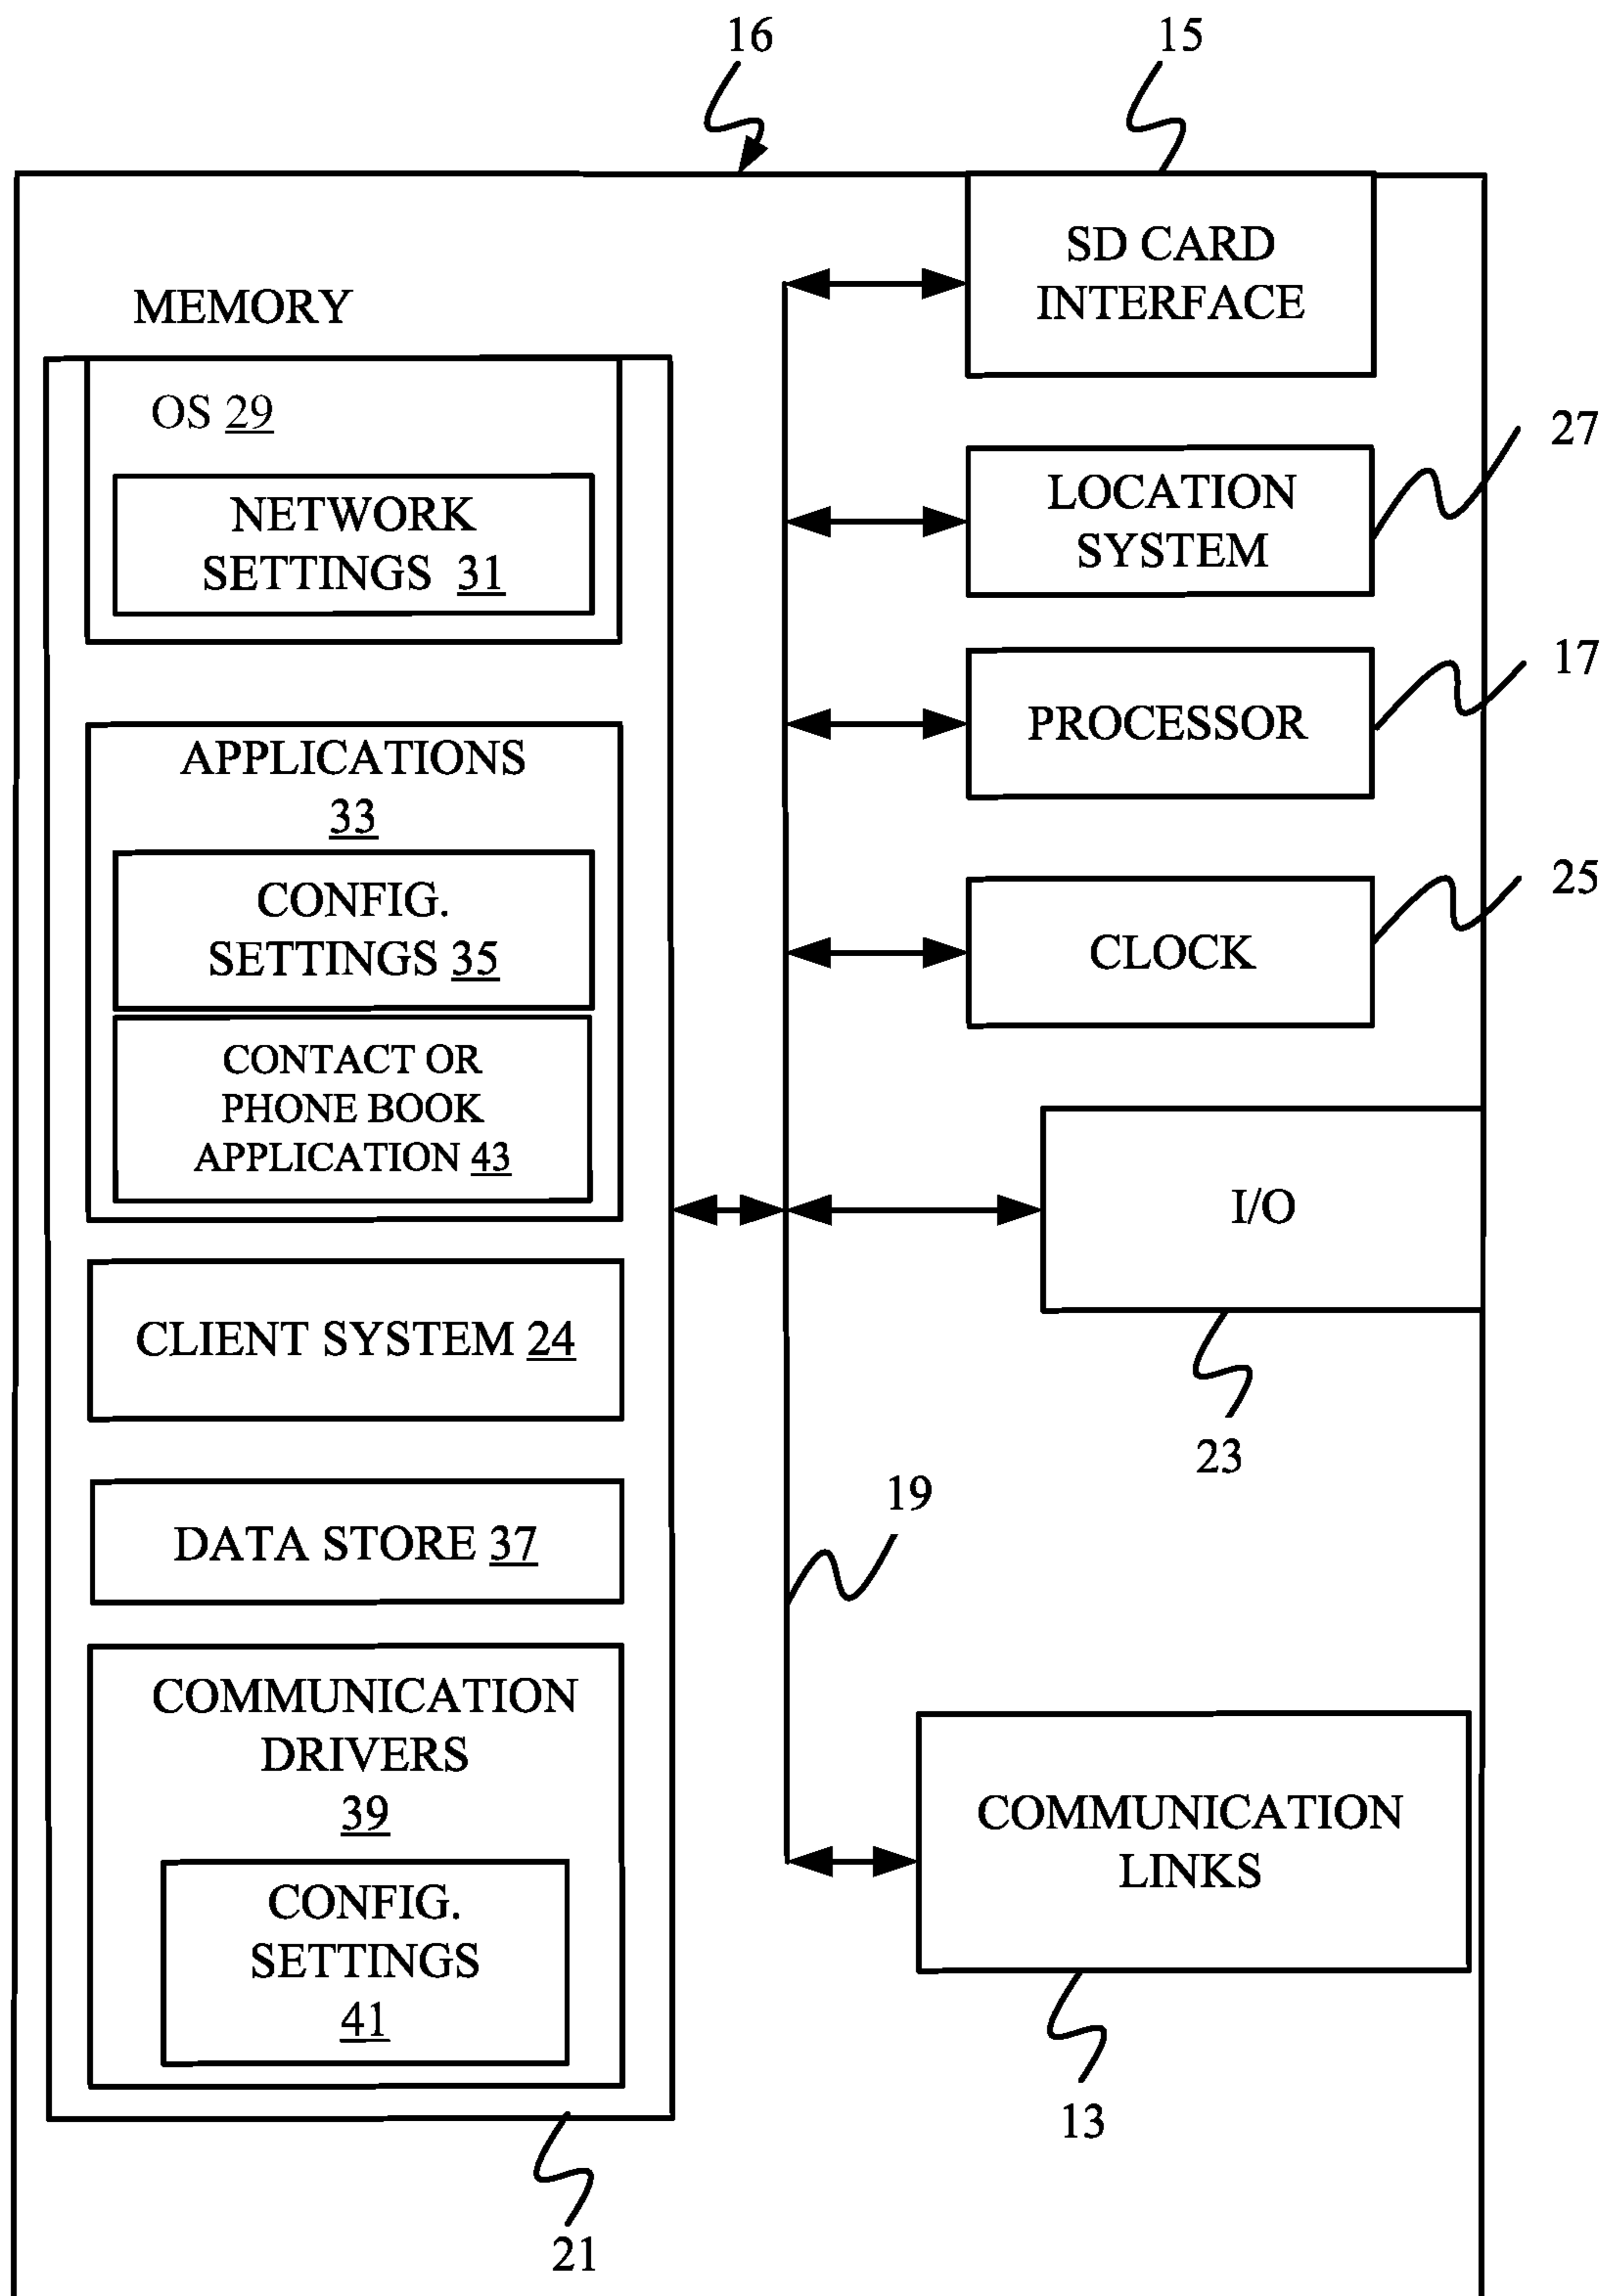 16
15
SD CARD
INTERFACE
MEMORY
OS 29
NETWORK
SETTINGS 31
27
LOCATION
SYSTEM
17
PROCESSOR
APPLICATIONS
33
CONFIG.
SETTINGS 35
25
CLOCK
CONTACT OR
PHONE BOOK
APPLICATION 43
I/O
CLIENT SYSTEM 24
23
19
DATA STORE 37
COMMUNICATION
DRIVERS
39
COMMUNICATION
LINKS
CONFIG.
SETTINGS
41
13
21